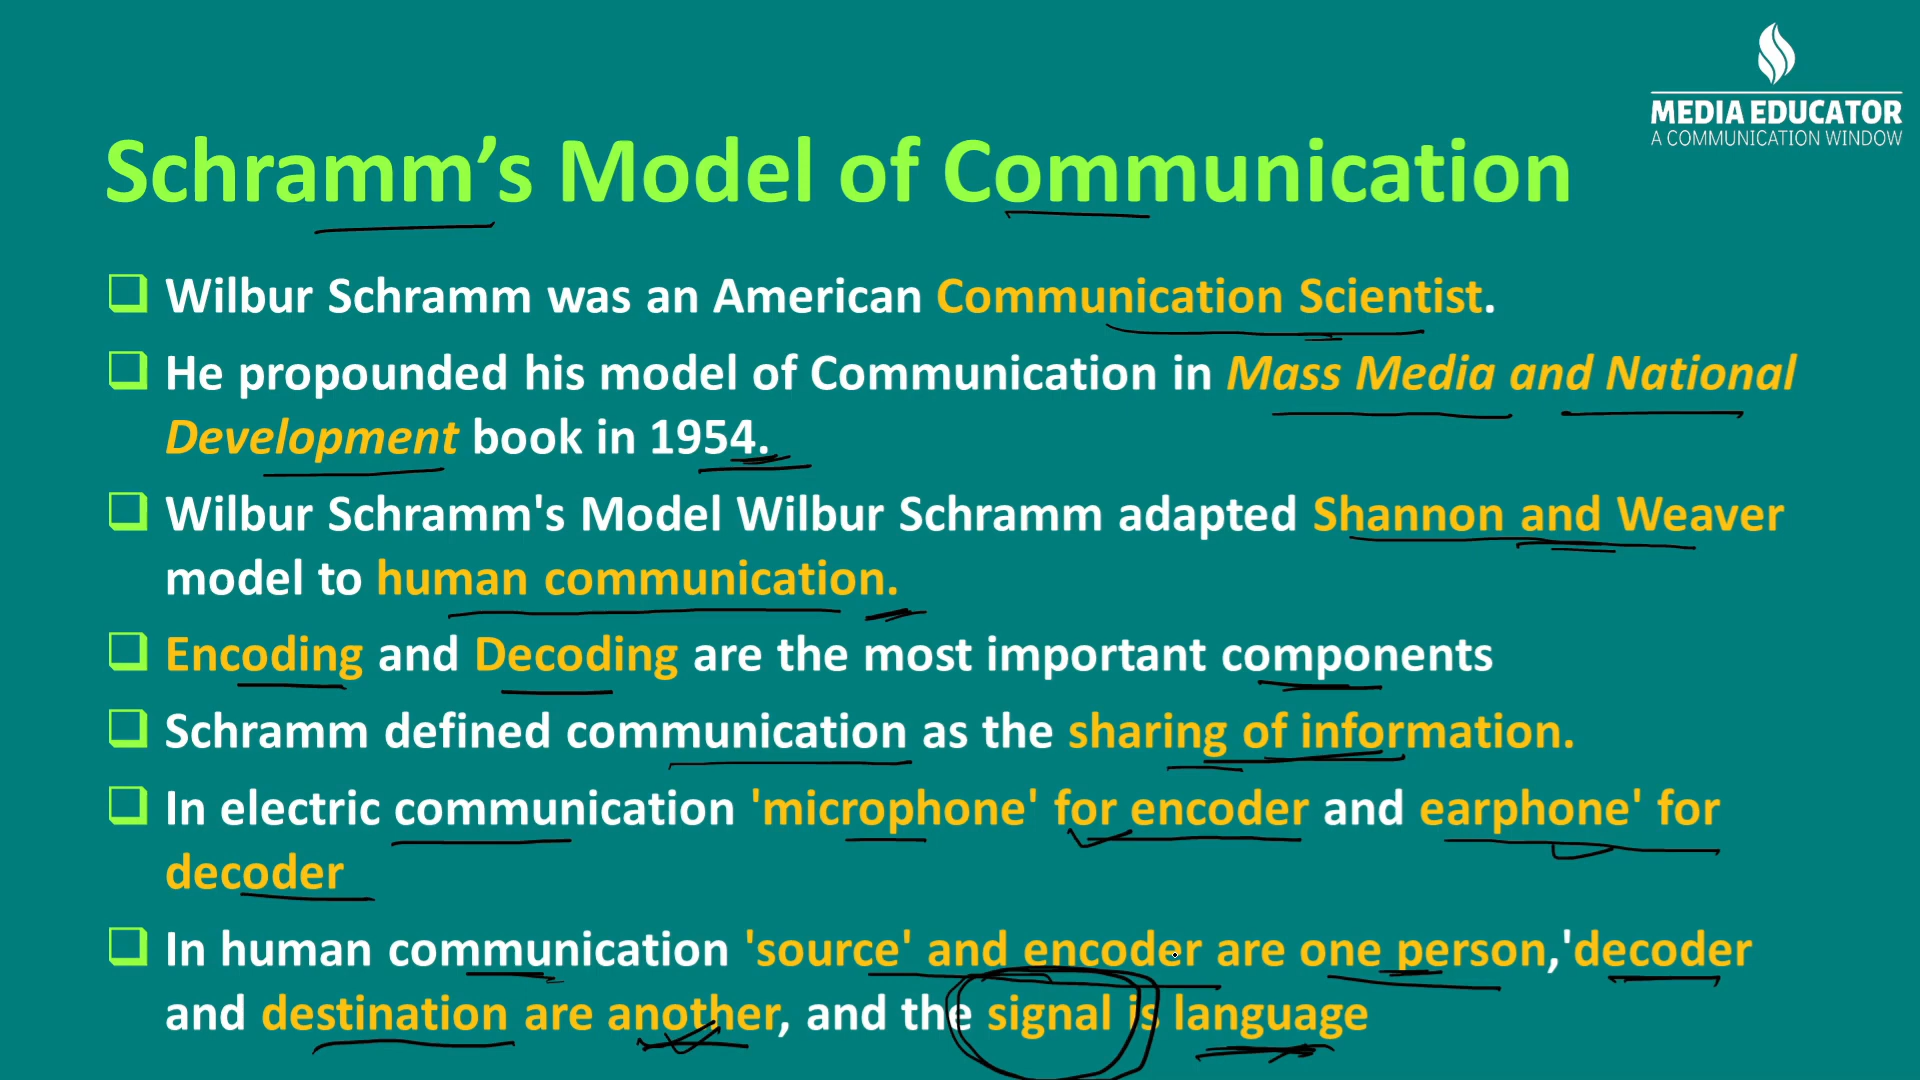 MEDIA EDUCATOR
A COMMUNICATION WINDOW
Schramm’s Model of Communication
Wilbur Schramm was an American Communication Scientist.
He propounded his model of Communication in Mass Media and National
Development book in 1954.
Wilbur Schramm's Model Wilbur Schramm adapted Shannon and Weaver
model to human communication.
Encoding and Decoding are the most important components
Schramm defined communication as the sharing of information.
In electric communication 'microphone' for encoder and earphone' for
decoder
In human communication 'source' and encoder are one person,'decoder
and destination are another, and the signal is language